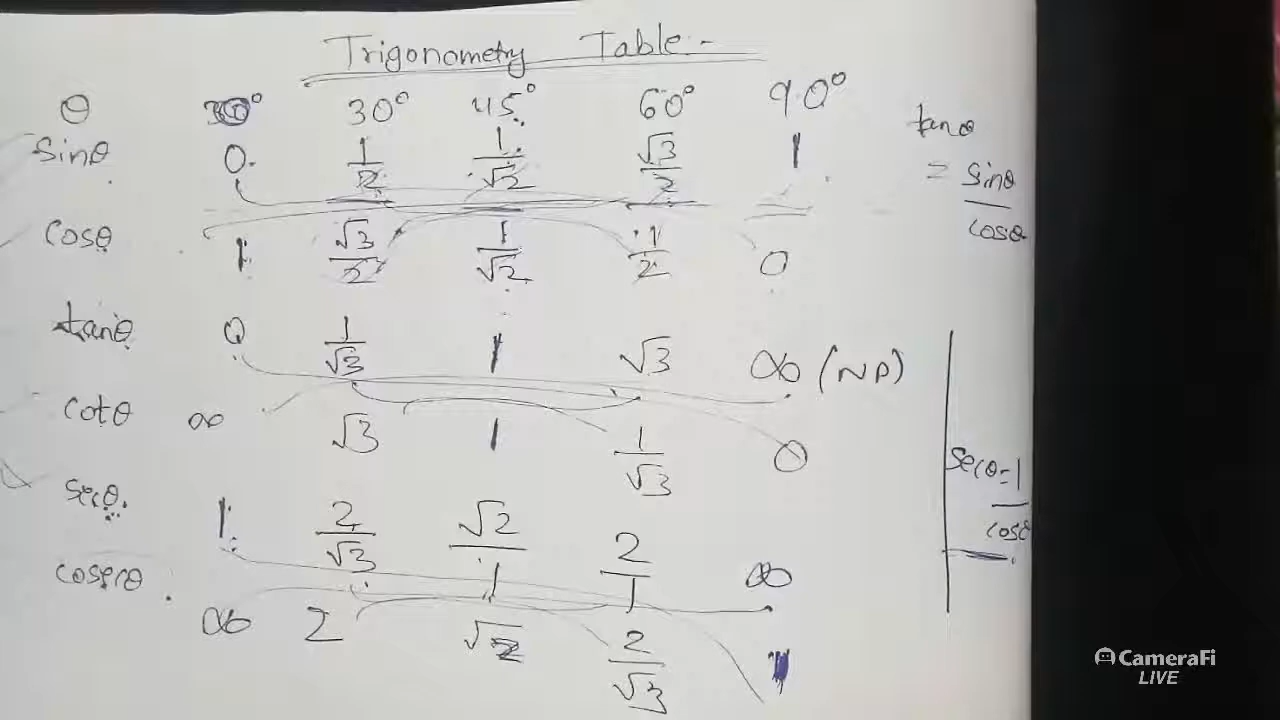 Trigonometry Table:-
θ 0° 30° 45° 60° 90°
sinθ 0 1/2 1/√2 √3/2 1
cosθ 1 √3/2 1/√2 1/2 0
tanθ 0 1/√3 1 √3 ∞ (ND)
cotθ ∞ √3 1 1/√3 0
secθ 1 2/√3 √2/1 2/1 ∞
cosecθ ∞ 2 √2 2/√3 1
tanθ
= sinθ/cosθ
secθ = 1/cosθ
CameraFi
LIVE